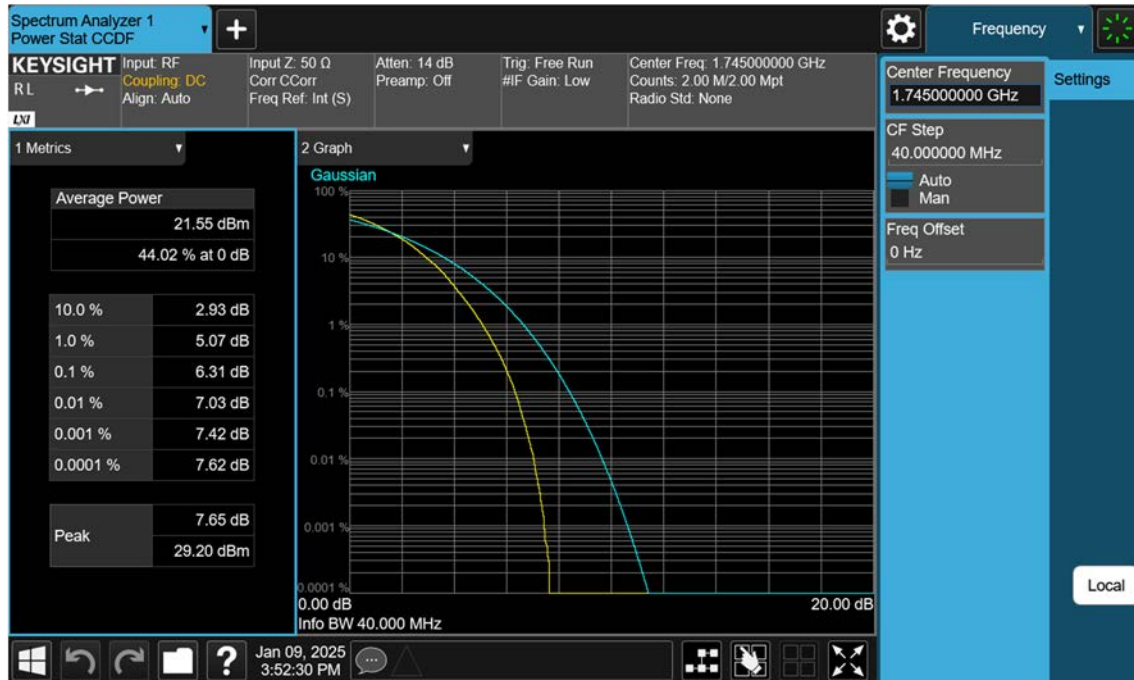 Spectrum Analyzer 1
Power Stat CCDF
Frequency
KEYSIGHT
R L
LXI
Input: RF
Coupling: DC
Align: Auto
Input Z: 50 Ω
Corr CCorr
Freq Ref: Int (S)
Atten: 14 dB
Preamp: Off
Trig: Free Run
#IF Gain: Low
Center Freq: 1.745000000 GHz
Counts: 2.00 M/2.00 Mpt
Radio Std: None
Center Frequency
1.745000000 GHz
Settings
CF Step
40.000000 MHz
Auto
Man
Freq Offset
0 Hz
Local
1 Metrics
Average Power
21.55 dBm
44.02 % at 0 dB
10.0 % 2.93 dB
1.0 % 5.07 dB
0.1 % 6.31 dB
0.01 % 7.03 dB
0.001 % 7.42 dB
0.0001 % 7.62 dB
Peak
7.65 dB
29.20 dBm
2 Graph
Gaussian
100 %
10 %
1 %
0.1 %
0.01 %
0.001 %
0.0001 %
0.00 dB 20.00 dB
Info BW 40.000 MHz
?
Jan 09, 2025
3:52:30 PM